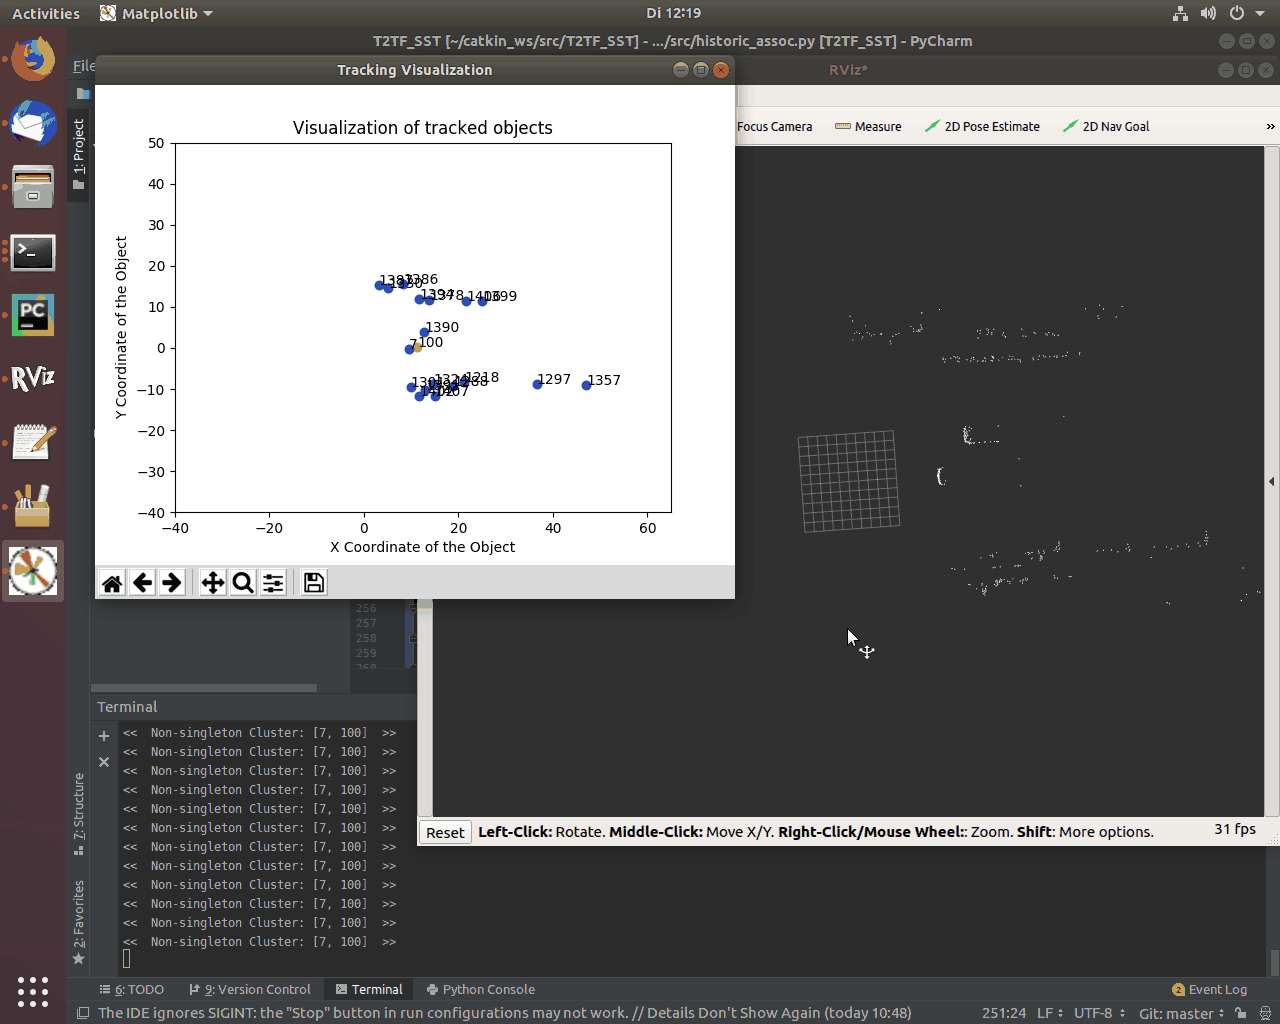 Activities
Matplotlib
Di 12:19
T2TF_SST [~/catkin_ws/src/T2TF_SST] - .../src/historic_assoc.py [T2TF_SST] - PyCharm
File
Tracking Visualization
RViz*
Focus Camera
Measure
2D Pose Estimate
2D Nav Goal
»
1: Project
Visualization of tracked objects
50
40
30
20
10
0
−10
−20
−30
−40
Y Coordinate of the Object
1386
1399
1390
7
100
1218
1297
1357
−40
−20
0
20
40
60
X Coordinate of the Object
PC
RViz
256
257
258
259
260
Terminal
<< Non-singleton Cluster: [7, 100] >>
<< Non-singleton Cluster: [7, 100] >>
<< Non-singleton Cluster: [7, 100] >>
<< Non-singleton Cluster: [7, 100] >>
<< Non-singleton Cluster: [7, 100] >>
<< Non-singleton Cluster: [7, 100] >>
<< Non-singleton Cluster: [7, 100] >>
<< Non-singleton Cluster: [7, 100] >>
<< Non-singleton Cluster: [7, 100] >>
<< Non-singleton Cluster: [7, 100] >>
<< Non-singleton Cluster: [7, 100] >>
<< Non-singleton Cluster: [7, 100] >>
7: Structure
2: Favorites
Reset
Left-Click: Rotate. Middle-Click: Move X/Y. Right-Click/Mouse Wheel:: Zoom. Shift: More options.
31 fps
6: TODO
9: Version Control
Terminal
Python Console
2 Event Log
The IDE ignores SIGINT: the "Stop" button in run configurations may not work. // Details Don't Show Again (today 10:48)
251:24
LF
UTF-8
Git: master